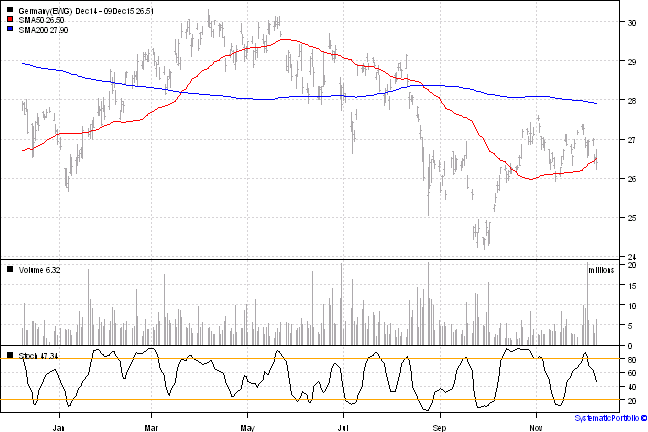 Germany(EWG) Dec14 - 09Dec15 26.51
SMA50 26.50
SMA200 27.90
30
29
28
27
26
25
24
Volume 6.32
millions
20
15
10
5
0
Stoch 47.34
80
60
40
20
Jan
Mar
May
Jul
Sep
Nov
SystematicPortfolio ©